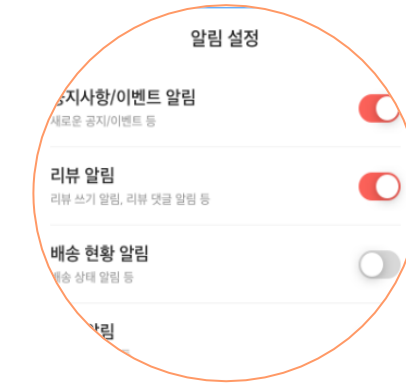 알림 설정
공지사항/이벤트 알림
새로운 공지/이벤트 등
리뷰 알림
리뷰 쓰기 알림, 리뷰 댓글 알림 등
배송 현황 알림
배송 상태 알림 등
알림